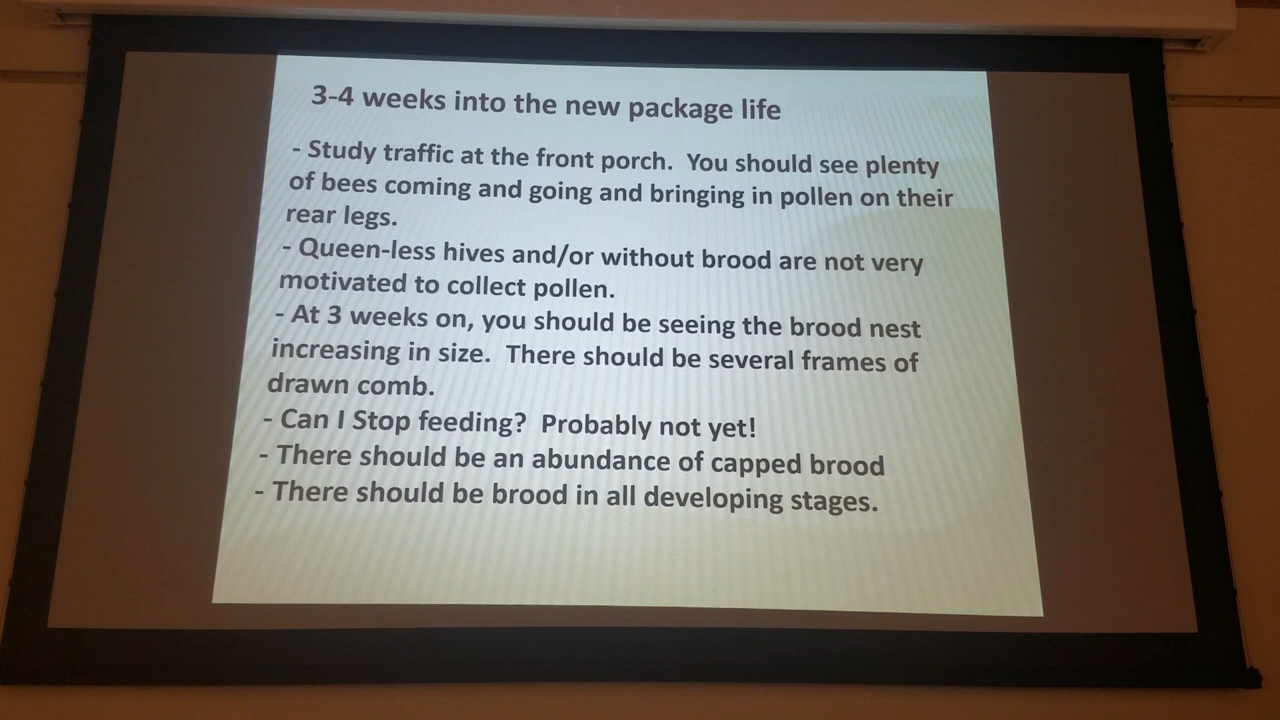 3-4 weeks into the new package life
- Study traffic at the front porch.  You should see plenty
of bees coming and going and bringing in pollen on their
rear legs.
- Queen-less hives and/or without brood are not very
motivated to collect pollen.
- At 3 weeks on, you should be seeing the brood nest
increasing in size.  There should be several frames of
drawn comb.
- Can I Stop feeding?  Probably not yet!
- There should be an abundance of capped brood
- There should be brood in all developing stages.